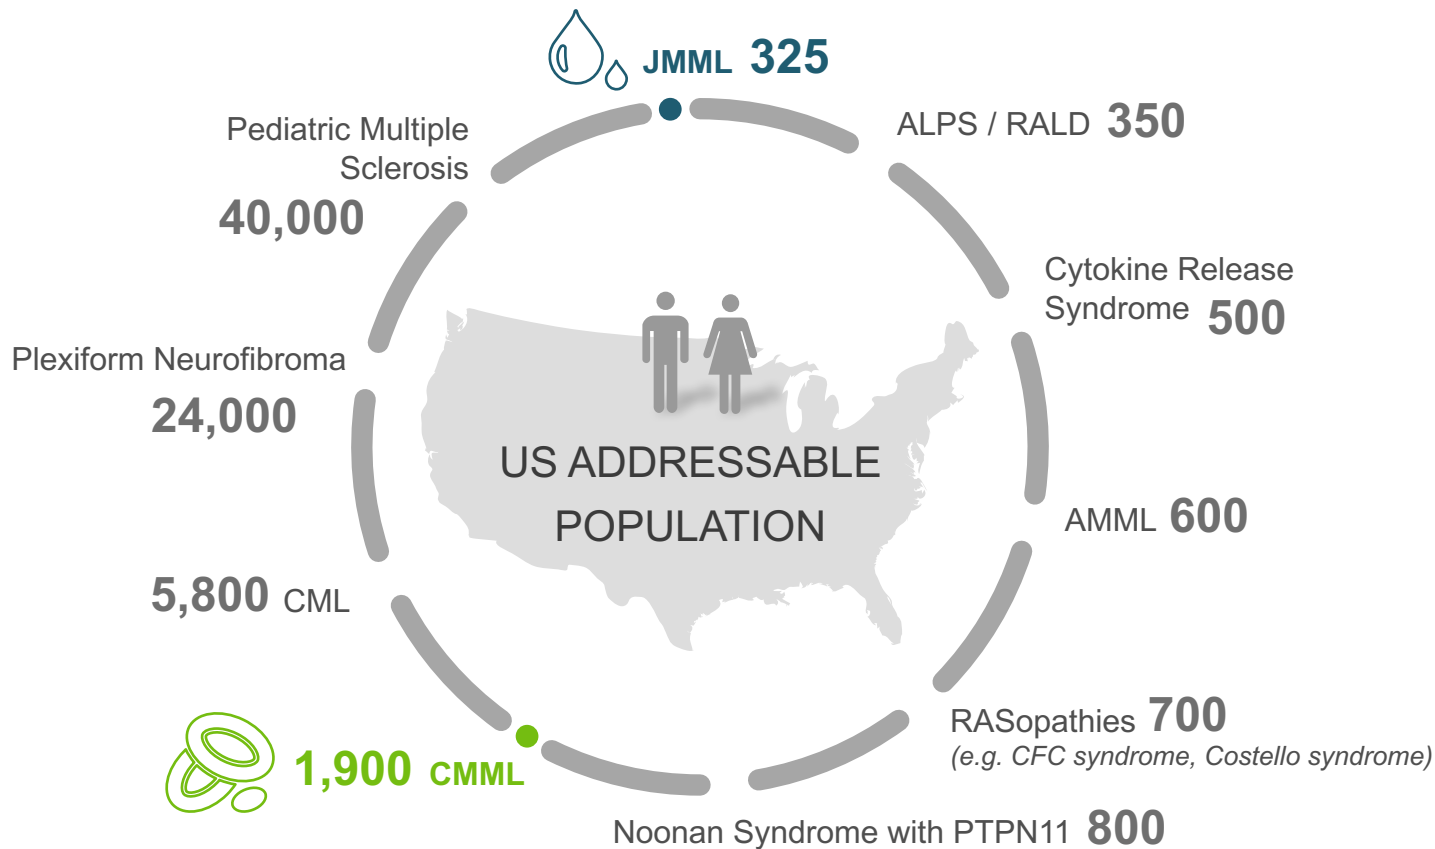 JMML 325
ALPS / RALD 350
Cytokine Release
Syndrome 500
AMML 600
RASopathies 700
(e.g. CFC syndrome, Costello syndrome)
Noonan Syndrome with PTPN11 800
1,900 CMML
5,800 CML
Plexiform Neurofibroma
24,000
Pediatric Multiple
Sclerosis
40,000
US ADDRESSABLE
POPULATION